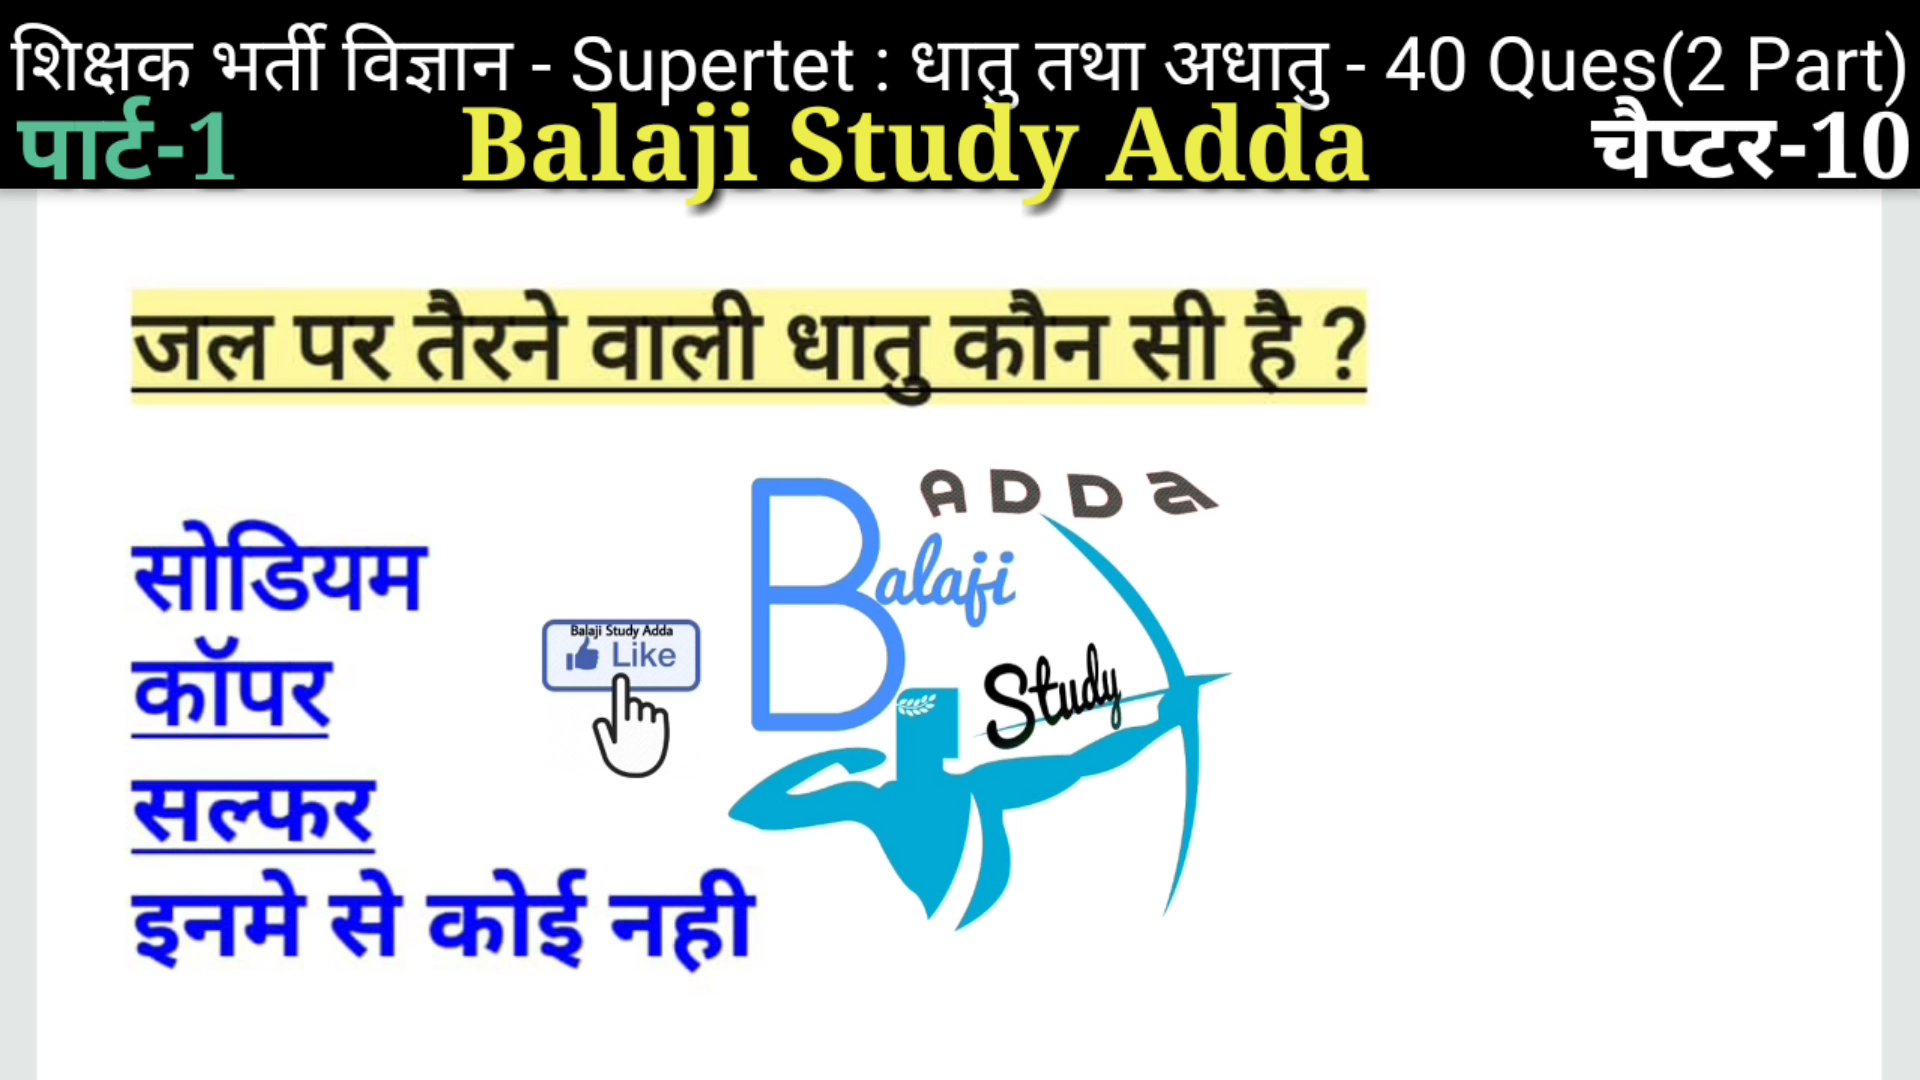 शिक्षक भर्ती विज्ञान - Supertet : धातु तथा अधातु - 40 Ques(2 Part)
पार्ट-1 Balaji Study Adda चैप्टर-10
जल पर तैरने वाली धातु कौन सी है ?
सोडियम
कॉपर
सल्फर
इनमे से कोई नही
Balaji Study Adda
Like
ADDa
Balaji
Study